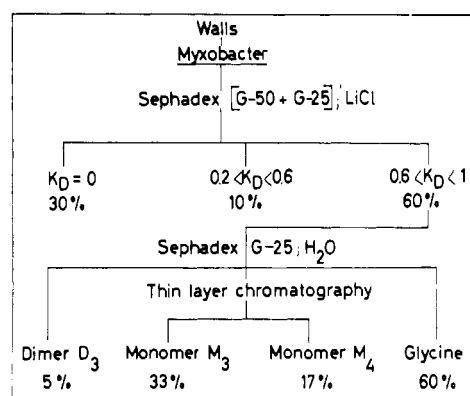 Walls
Myxobacter
Sephadex [G-50 + G-25]; LiCl
K_D = 0 0.2 <K_D<0.6 0.6 <K_D<1
30% 10% 60%
Sephadex G-25; H₂O
Thin layer chromatography
Dimer D₃ Monomer M₃ Monomer M₄ Glycine
5% 33% 17% 60%